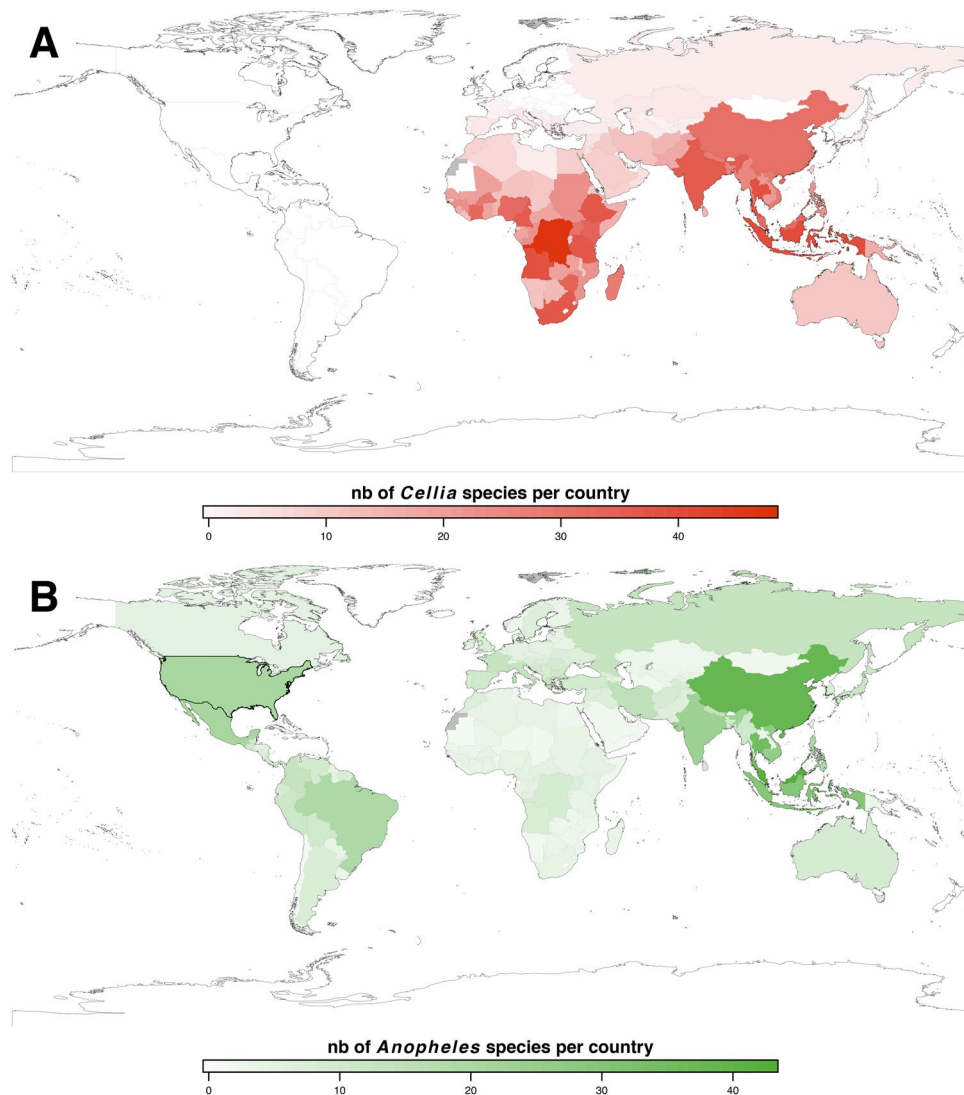 A
nb of Cellia species per country
0 10 20 30 40
B
nb of Anopheles species per country
0 10 20 30 40